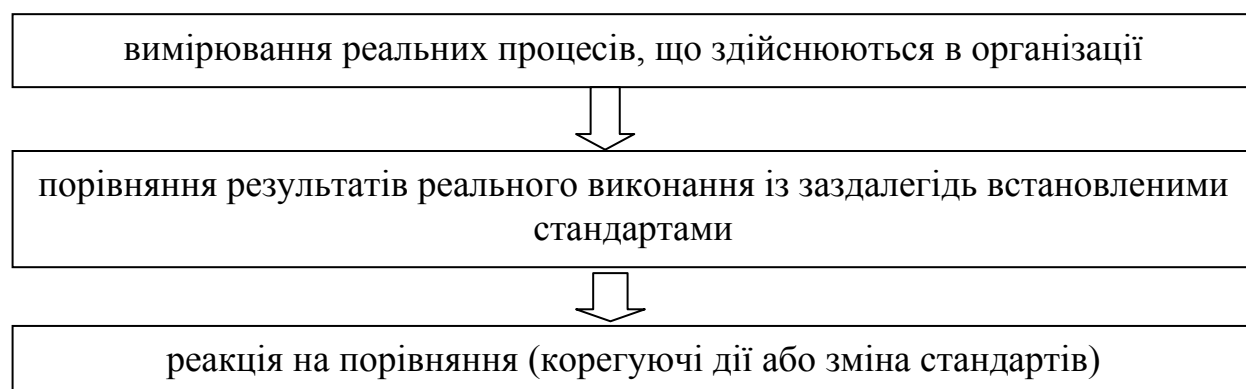 вимірювання реальних процесів, що здійснюються в організації
порівняння результатів реального виконання із заздалегідь встановленими
стандартами
реакція на порівняння (корегуючі дії або зміна стандартів)